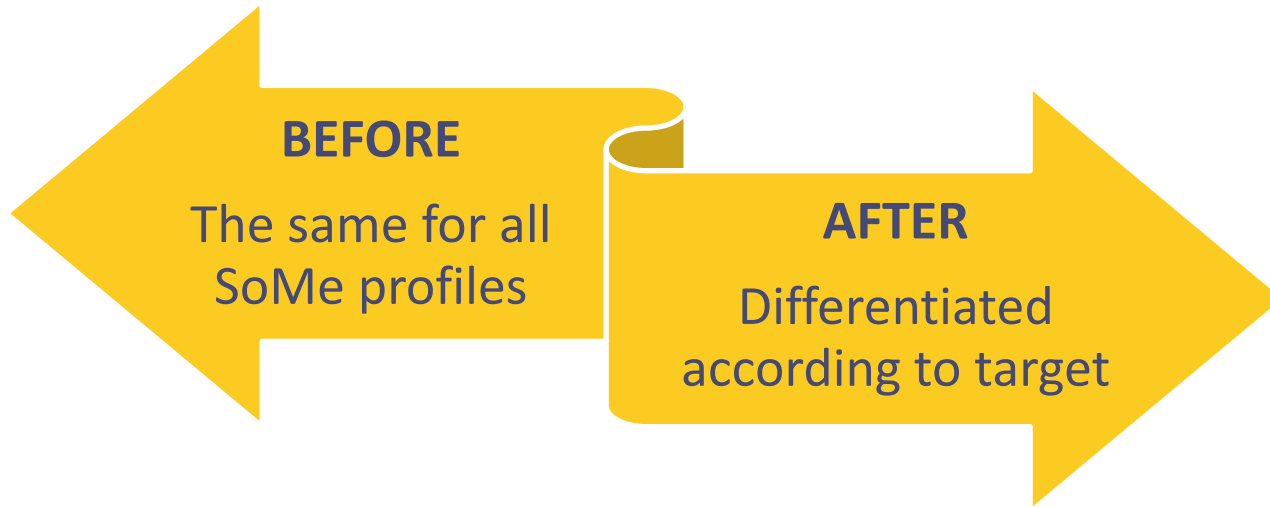 BEFORE
The same for all
SoMe profiles
AFTER
Differentiated
according to target